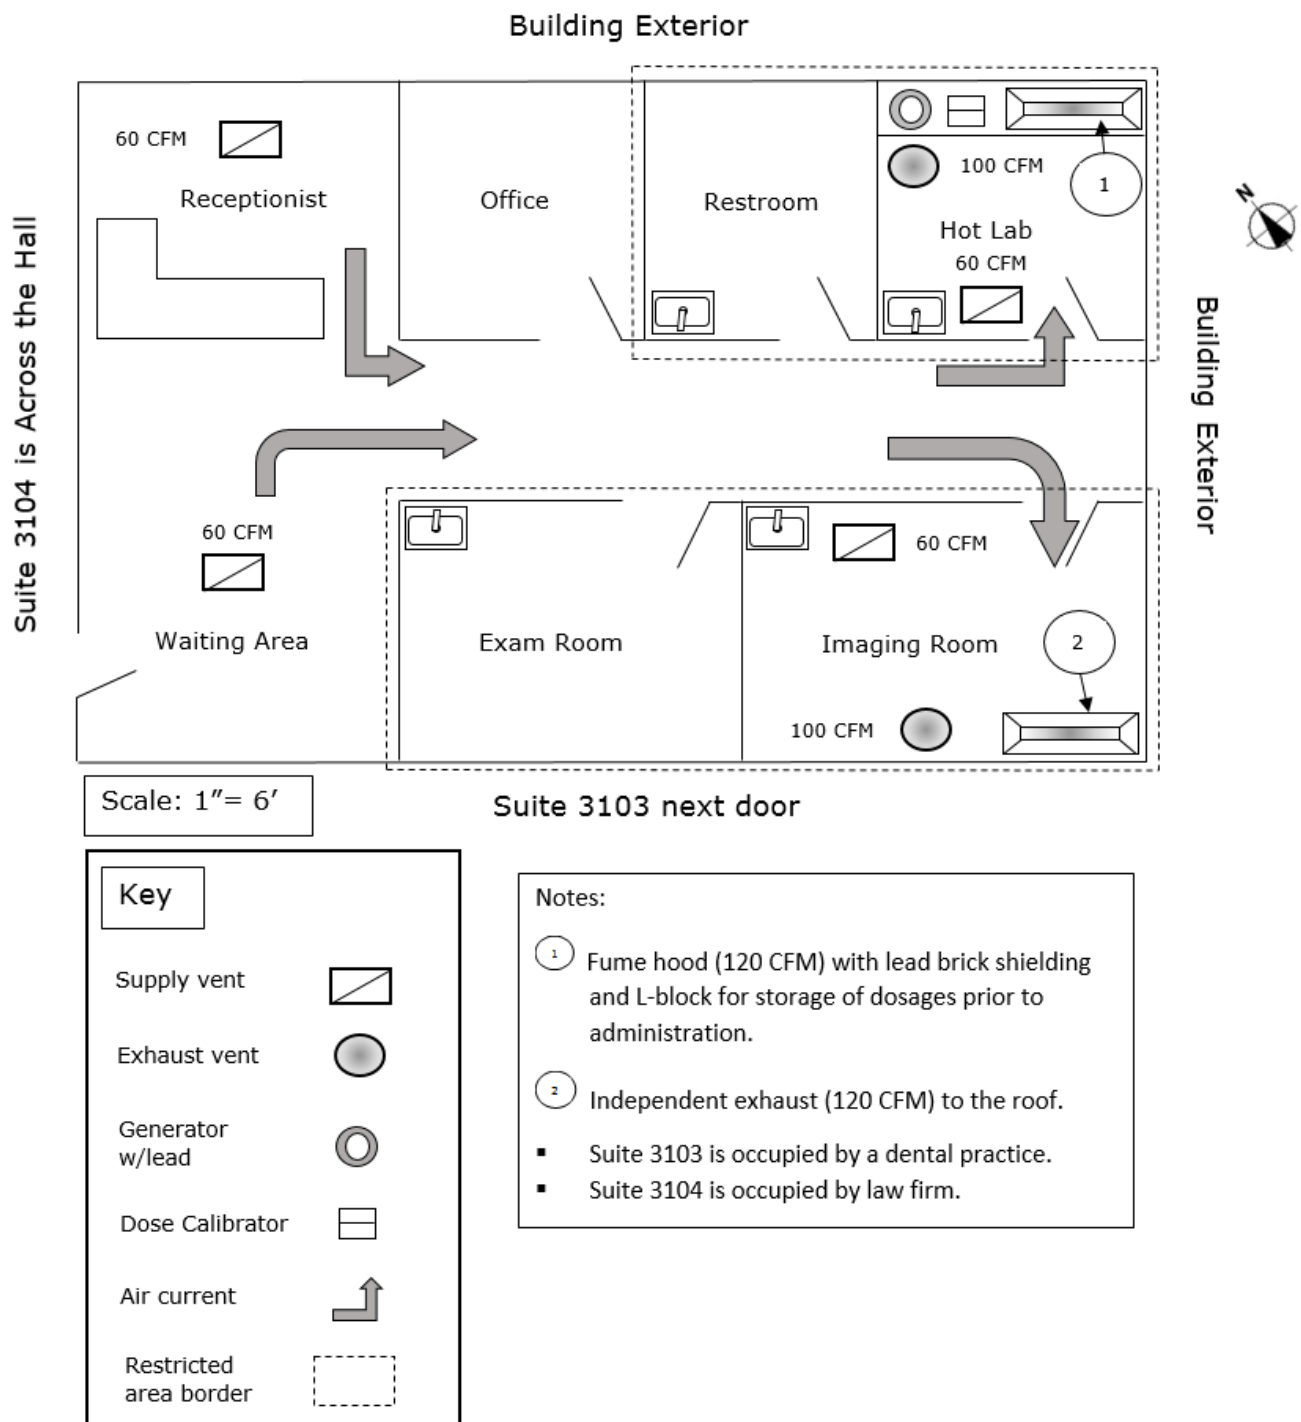 Building Exterior
60 CFM
Receptionist
Office
Restroom
100 CFM
1
Hot Lab
60 CFM
N
Suite 3104 is Across the Hall
Building Exterior
60 CFM
Waiting Area
Exam Room
60 CFM
Imaging Room
2
100 CFM
Scale: 1”= 6’
Suite 3103 next door
Key
Supply vent
Exhaust vent
Generator
w/lead
Dose Calibrator
Air current
Restricted
area border
Notes:
1 Fume hood (120 CFM) with lead brick shielding
and L-block for storage of dosages prior to
administration.
2 Independent exhaust (120 CFM) to the roof.
▪ Suite 3103 is occupied by a dental practice.
▪ Suite 3104 is occupied by law firm.